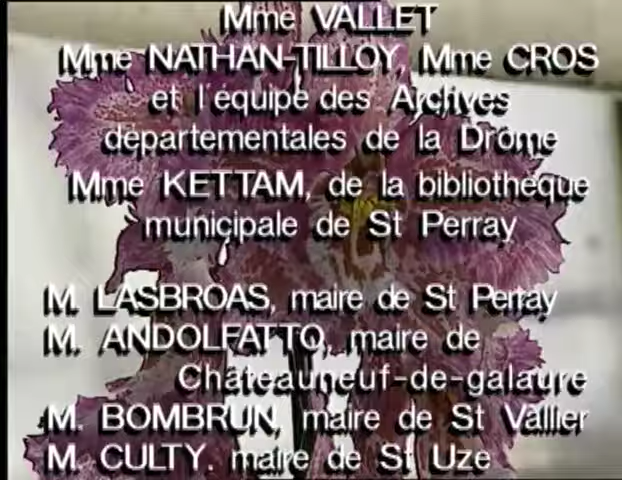 Mme VALLET
Mme NATHAN-TILLOY, Mme CROS
et l'équipe des Archives
départementales de la Drôme
Mme KETTAM, de la bibliothèque
municipale de St Perray
M. LASBROAS, maire de St Perray
M. ANDOLFATTO, maire de
Châteauneuf-de-galaure
M. BOMBRUN, maire de St Vallier
M. CULTY. maire de St Uze